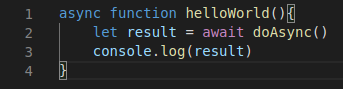 1 async function helloWorld(){
2 let result = await doAsync()
3 console.log(result)
4 }